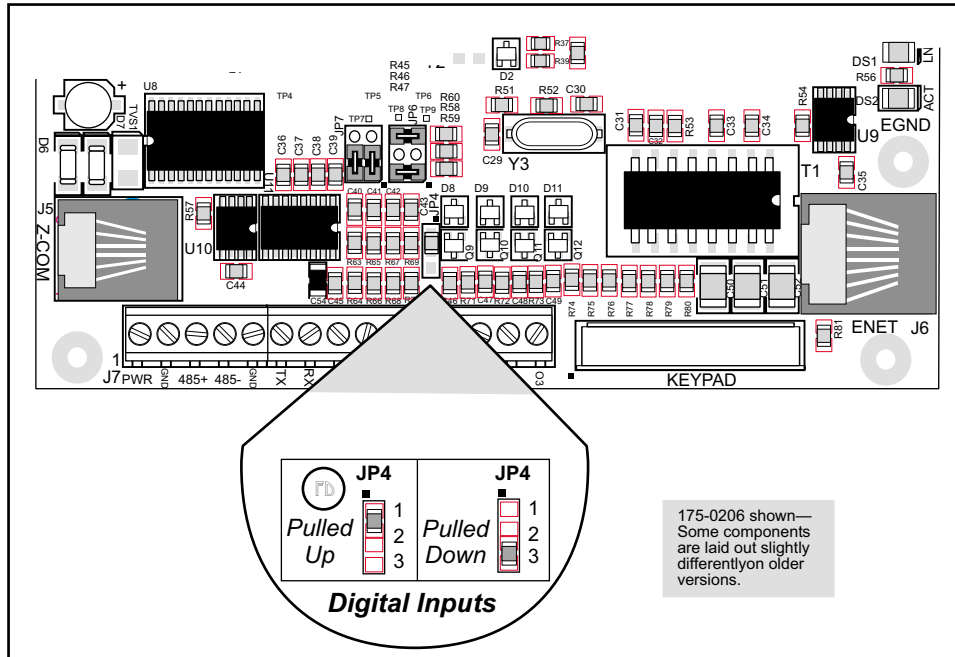 R37
R39
D2
R45
R46
R47
U8
+
D7
TVS1
D6
TP4
TP5
TP6
TP7
TP8
TP9
JP7
JP6
R60
R58
R59
R51
R52
C30
C29
Y3
C31
C32
R53
C33
C34
R54
U9
DS1
LN
R56
DS2
ACT
EGND
C35
T1
C36
C37
C38
C39
U11
C40
C41
C42
C43
JP4
D8
D9
D10
D11
Q9
Q10
Q11
Q12
J5
Z-COM
R57
U10
C44
R63
R65
R67
R69
C54
C45
R64
R66
R68
R71
C47
R72
C48
R73
C49
R74
R75
R76
R77
R78
R79
R80
C50
C51
R81
ENET
J6
1
J7
PWR
GND
485+
485-
GND
TX
RX
O3
KEYPAD
JP4
Pulled
Up
1
2
3
JP4
Pulled
Down
1
2
3
Digital Inputs
175-0206 shown—
Some components
are laid out slightly
differentlyon older
versions.